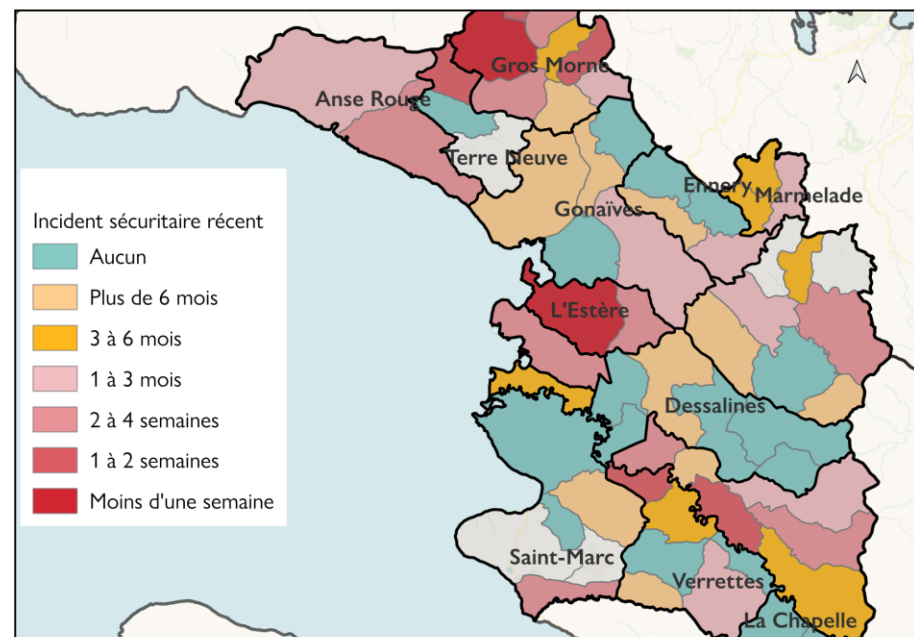 Gros Morne
Anse Rouge
Terre Neuve
Ennery
Marmelade
Gonaïves
Incident sécuritaire récent
Aucun
Plus de 6 mois
3 à 6 mois
1 à 3 mois
2 à 4 semaines
1 à 2 semaines
Moins d'une semaine
L'Estère
Dessalines
Saint-Marc
Verrettes
La Chapelle